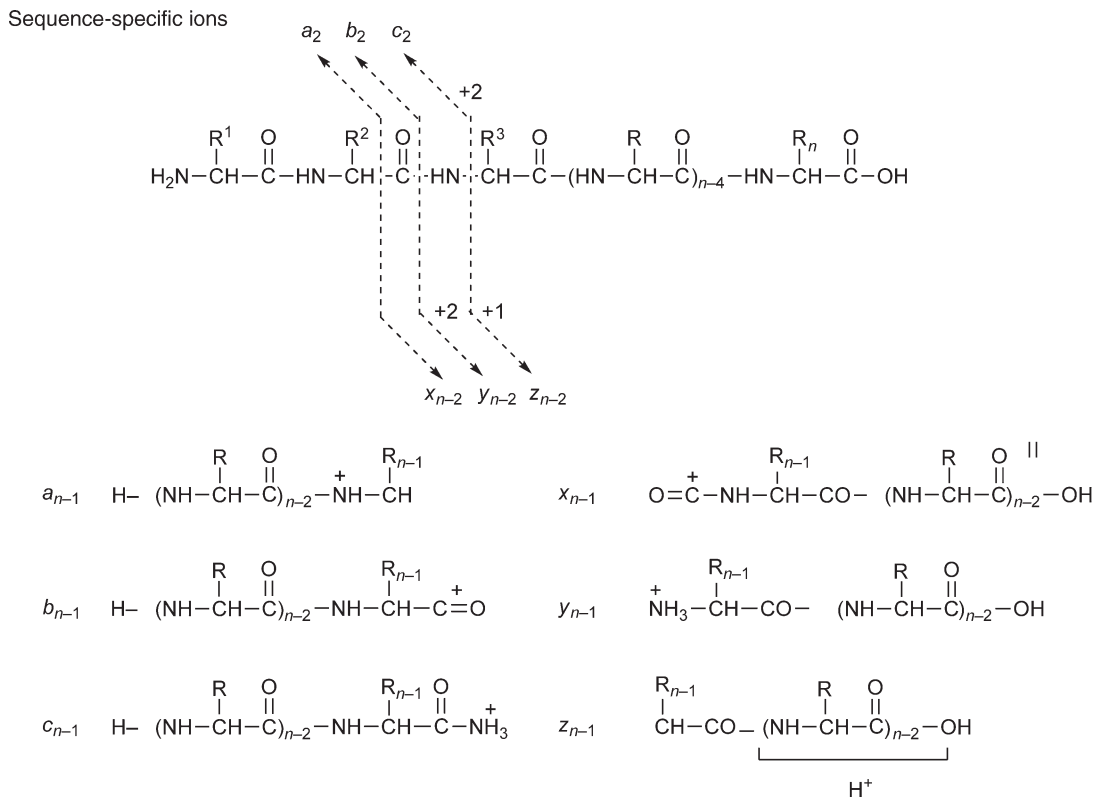 Sequence-specific ions
a2 b2 c2
+2
R1 O R2 O R3 O R O Rn O
H2N–CH–C–HN–CH–C–HN–CH–C–(HN–CH–C)n–4–HN–CH–C–OH
+2 +1
xn–2 yn–2 zn–2
R O Rn–1
an–1 H– (NH–CH–C)n–2–NH–CH
+
Rn–1 R O
xn–1 O=C–NH–CH–CO– (NH–CH–C)n–2–OH
+
R O Rn–1
bn–1 H– (NH–CH–C)n–2–NH–CH–C=O
+
Rn–1 R O
yn–1 NH3–CH–CO– (NH–CH–C)n–2–OH
+
R O Rn–1 O
cn–1 H– (NH–CH–C)n–2–NH–CH–C–NH3
+
Rn–1 R O
zn–1 CH–CO– (NH–CH–C)n–2–OH
H+